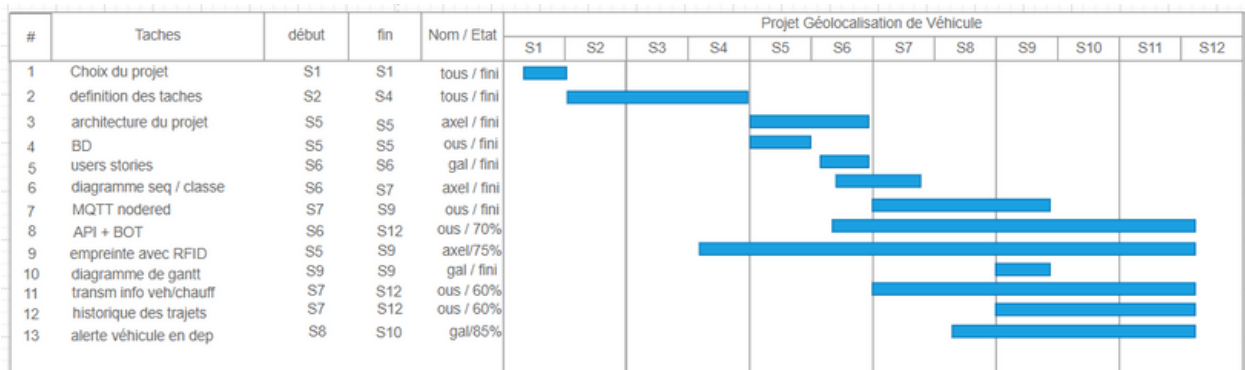 Projet Géolocalisation de Véhicule
# Taches début fin Nom / Etat
S1 S2 S3 S4 S5 S6 S7 S8 S9 S10 S11 S12
1 Choix du projet S1 S1 tous / fini
2 definition des taches S2 S4 tous / fini
3 architecture du projet S5 S5 axel / fini
4 BD S5 S5 ous / fini
5 users stories S6 S6 gal / fini
6 diagramme seq / classe S6 S7 axel / fini
7 MQTT nodered S7 S9 ous / fini
8 API + BOT S6 S12 ous / 70%
9 empreinte avec RFID S5 S9 axel/75%
10 diagramme de gantt S9 S9 gal / fini
11 transm info veh/chauff S7 S12 ous / 60%
12 historique des trajets S7 S12 ous / 60%
13 alerte véhicule en dep S8 S10 gal/85%